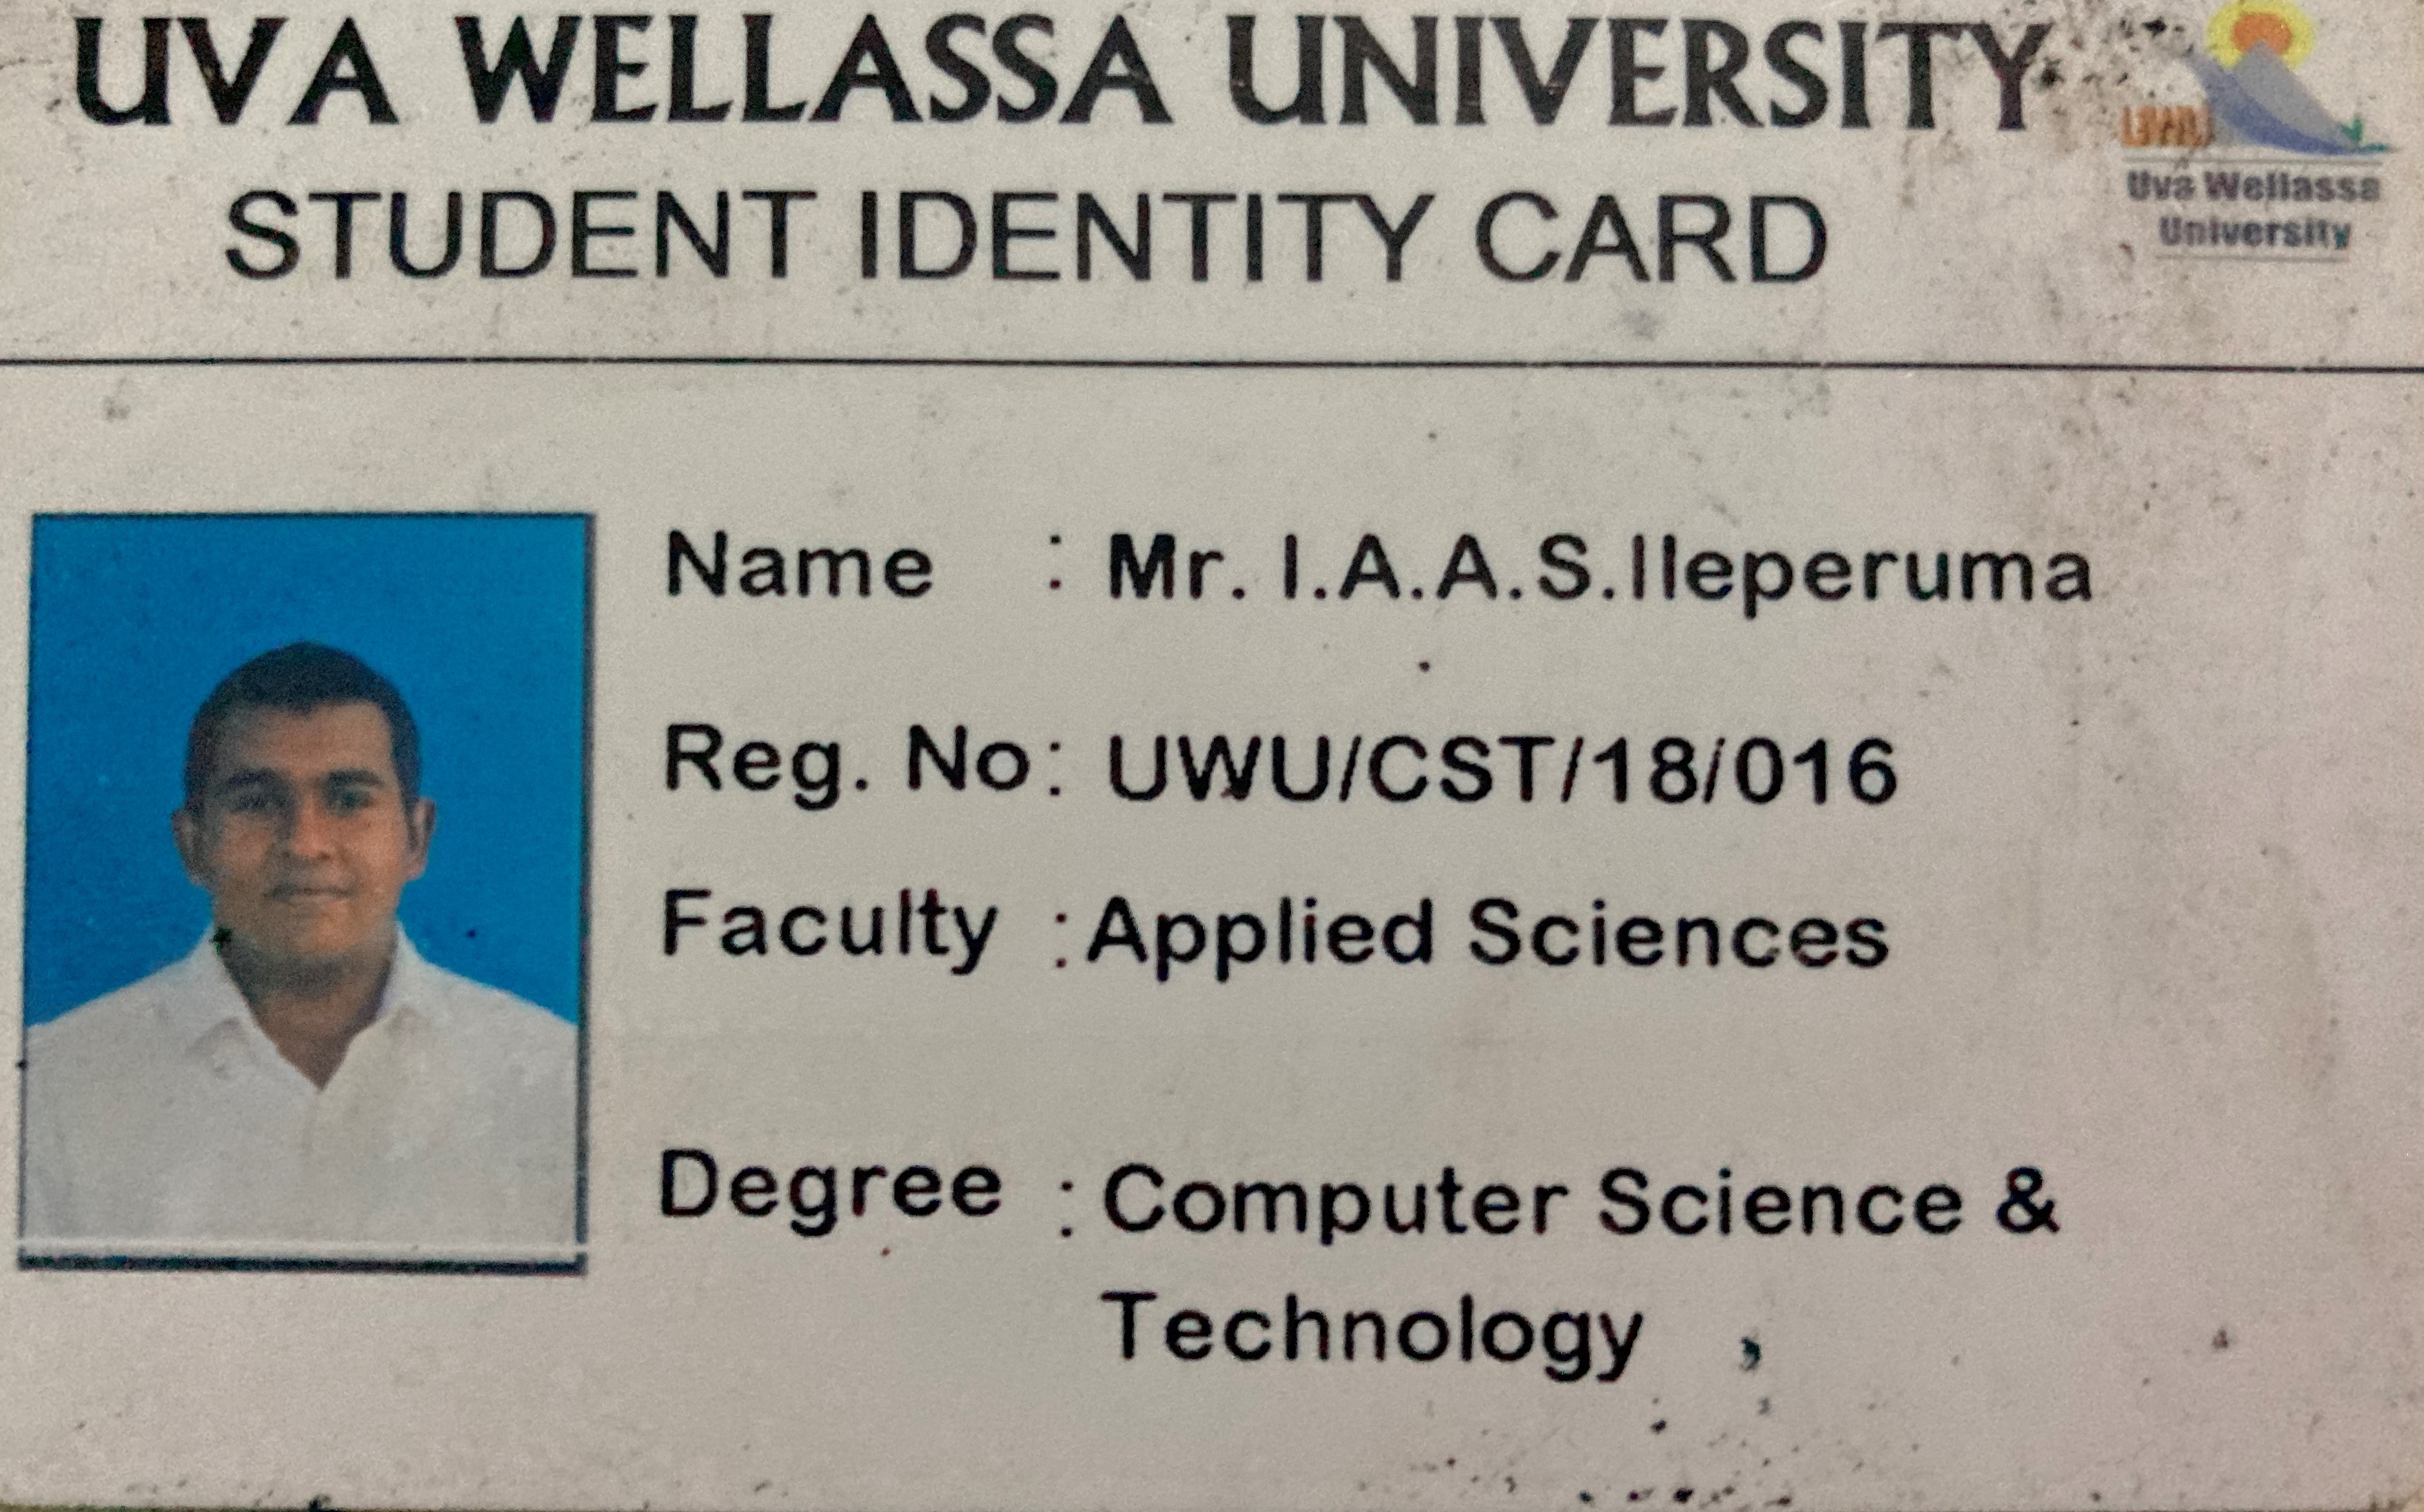 UVA WELLASSA UNIVERSITY
STUDENT IDENTITY CARD
UWU
Uva Wellassa
University
Name : Mr. I.A.A.S.Ileperuma
Reg. No: UWU/CST/18/016
Faculty : Applied Sciences
Degree : Computer Science &
Technology